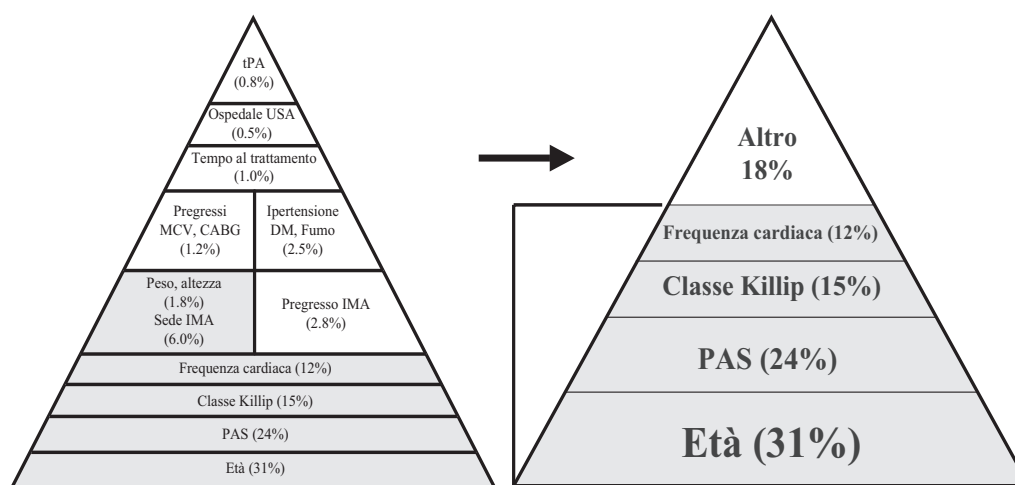 tPA
(0.8%)
Ospedale USA
(0.5%)
Tempo al trattamento
(1.0%)
Pregressi
MCV, CABG
(1.2%)
Ipertensione
DM, Fumo
(2.5%)
Peso, altezza
(1.8%)
Sede IMA
(6.0%)
Pregresso IMA
(2.8%)
Frequenza cardiaca (12%)
Classe Killip (15%)
PAS (24%)
Età (31%)
Altro
18%
Frequenza cardiaca (12%)
Classe Killip (15%)
PAS (24%)
Età (31%)